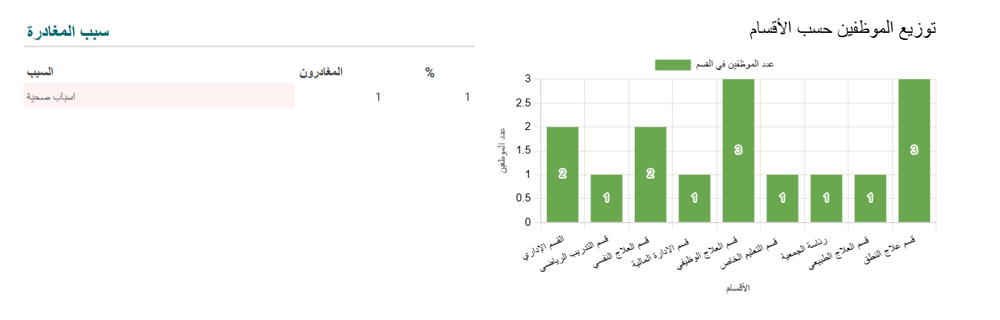 سبب المغادرة
السبب المغادرون %
اسباب صحية 1 1
توزيع الموظفين حسب الأقسام
عدد الموظفين في القسم
عدد الموظفين
3
2.5
2
1.5
1
0.5
0
2
1
2
1
3
1
1
1
3
القسم الإداري
قسم التدريب الرياضي
قسم العلاج النفسي
قسم الادارة المالية
قسم العلاج الوظيفي
قسم التعليم الخاص
رئاسة الجمعية
قسم العلاج الطبيعي
قسم علاج النطق
الأقسام